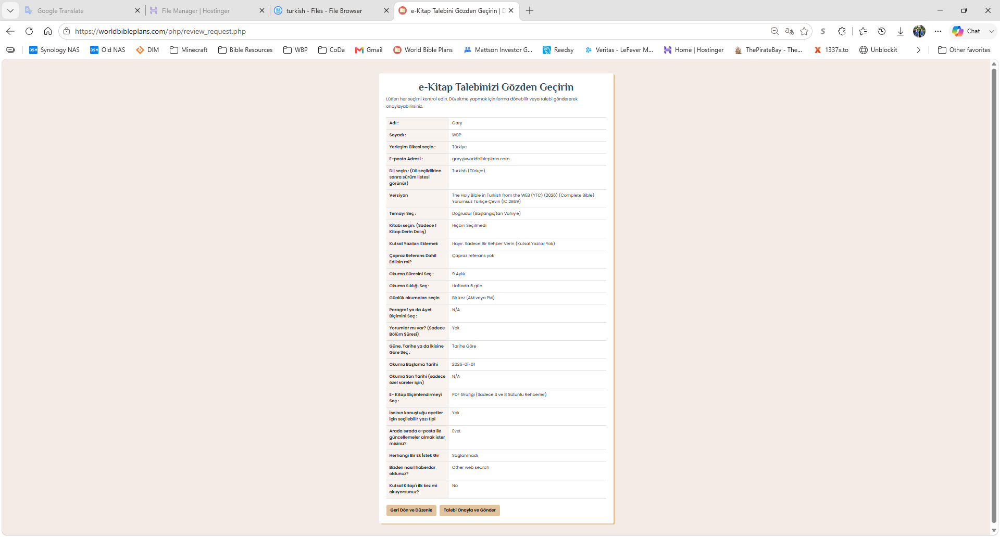 Google Translate
File Manager | Hostinger
turkish - Files - File Browser
e-Kitap Talebini Gözden Geçirin | D
https://worldbibleplans.com/php/review_request.php
Chat
Synology NAS
Old NAS
DIM
Minecraft
Bible Resources
WBP
CoDa
Gmail
World Bible Plans
Mattson Investor G...
Reedsy
Veritas - LeFever M...
Home | Hostinger
ThePirateBay - The...
1337x.to
Unblockit
Other favorites
e-Kitap Talebinizi Gözden Geçirin
Lütfen her seçimi kontrol edin. Düzeltme yapmak için forma dönebilir veya talebi göndererek
onaylayabilirsiniz.
Adı : Gary
Soyadı : WBP
Yerleşim ülkesi seçin : Türkiye
E-posta Adresi : gary@worldbibleplans.com
Dil seçin : (Dil seçildikten Turkish (Türkçe)
sonra sürüm listesi
görünür)
Versiyon The Holy Bible in Turkish from the WEB (YTC) (2026) (Complete Bible)
Yorumsuz Türkçe Çeviri (IC 2869)
Temayı Seç : Doğrudur (Başlangıç'tan Vahiy'e)
Kitabı seçin: (Sadece 1 Hiçbiri Seçilmedi
Kitap Derin Dalış)
Kutsal Yazıları Eklemek Hayır. Sadece Bir Rehber Verin (Kutsal Yazılar Yok)
Çapraz Referans Dahil Çapraz referans yok
Edilsin mi?
Okuma Süresini Seç : 9 Aylık
Okuma Sıklığı Seç : Haftada 6 gün
Günlük okumaları seçin Bir kez (AM veya PM)
Paragraf ya da Ayet N/A
Biçimini Seç :
Yorumlar mı var? (Sadece Yok
Bölüm Süresi)
Güne, Tarihe ya da İkisine Tarihe Göre
Göre Seç :
Okuma Başlama Tarihi 2026-01-01
Okuma Son Tarihi (sadece N/A
özel süreler için)
E- Kitap Biçimlendirmeyi PDF Grafiği (Sadece 4 ve 8 Sütunlu Rehberler)
Seç :
İsa'nın konuştuğu ayetler Yok
için seçilebilir yazı tipi
Arada sırada e-posta ile Evet
güncellemeler almak ister
misiniz?
Herhangi Bir Ek İstek Gir Sağlanmadı
Bizden nasıl haberdar Other web search
oldunuz?
Kutsal Kitap'ı ilk kez mi No
okuyorsunuz?
Geri Dön ve Düzenle
Talebi Onayla ve Gönder